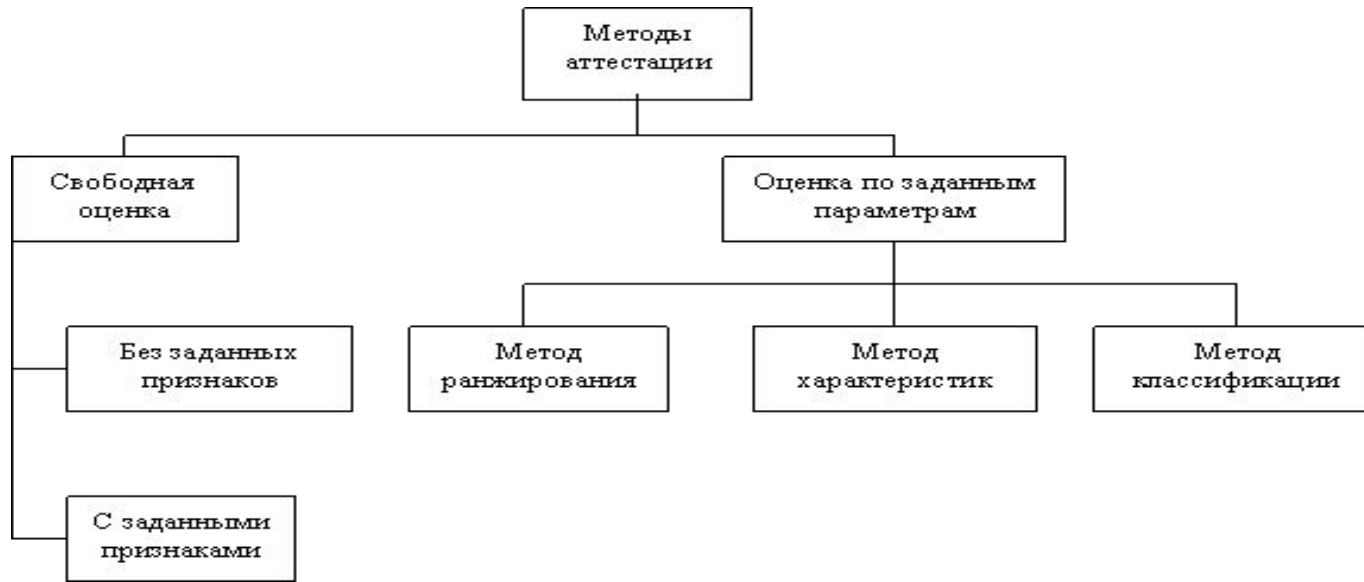 Методы
аттестации
Свободная
оценка
Оценка по заданным
параметрам
Без заданных
признаков
Метод
ранжирования
Метод
характеристик
Метод
классификации
С заданными
признаками